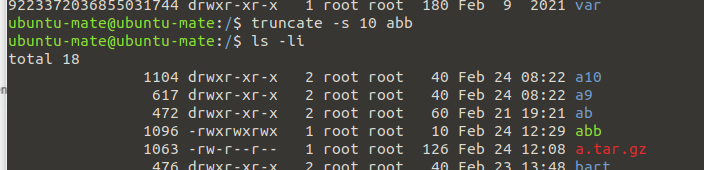 9223372036855031744 drwxr-xr-x 1 root root 180 Feb 9 2021 var
ubuntu-mate@ubuntu-mate:/$ truncate -s 10 abb
ubuntu-mate@ubuntu-mate:/$ ls -li
total 18
1104 drwxr-xr-x 2 root root 40 Feb 24 08:22 a10
617 drwxr-xr-x 2 root root 40 Feb 24 08:22 a9
472 drwxr-xr-x 2 root root 60 Feb 21 19:21 ab
1096 -rwxrwxrwx 1 root root 10 Feb 24 12:29 abb
1063 -rw-r--r-- 1 root root 126 Feb 24 12:08 a.tar.gz
476 drwxr-xr-x 2 root root 40 Feb 23 13:48 bart